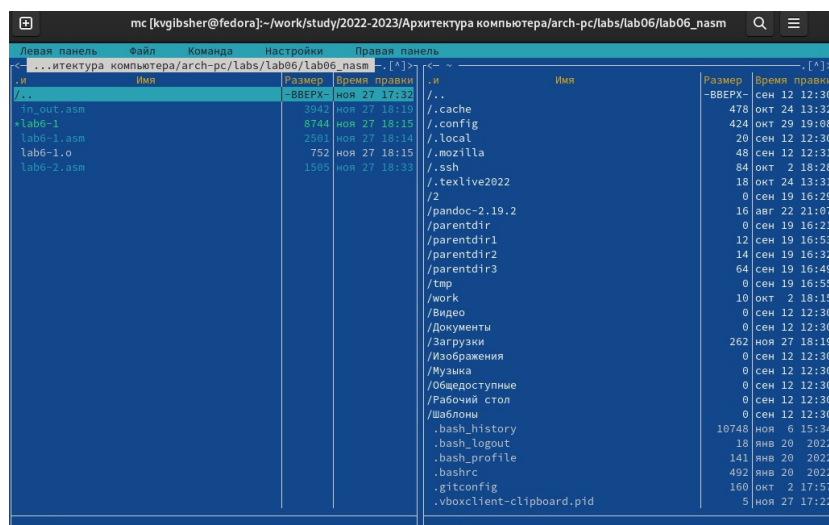 mc [kvgibsher@fedora]:~/work/study/2022-2023/Архитектура компьютера/arch-pc/labs/lab06/lab06_nasm
Левая панель Файл Команда Настройки Правая панель
<- ...итектура компьютера/arch-pc/labs/lab06/lab06_nasm .[^]>
.и Имя Размер Время правки
/.. -ВВЕРХ- ноя 27 17:32
in_out.asm 3942 ноя 27 18:19
*lab6-1 8744 ноя 27 18:15
lab6-1.asm 2501 ноя 27 18:14
lab6-1.o 752 ноя 27 18:15
lab6-2.asm 1505 ноя 27 18:33
<- ~ .[^]>
.и Имя Размер Время правки
/.. -ВВЕРХ- сен 12 12:30
/.cache 478 окт 24 13:32
/.config 424 окт 29 19:08
/.local 20 сен 12 12:30
/.mozilla 48 сен 12 12:31
/.ssh 84 окт 2 18:28
/.texlive2022 18 окт 24 13:31
/2 0 сен 19 16:29
/pandoc-2.19.2 16 авг 22 21:07
/parentdir 0 сен 19 16:21
/parentdir1 12 сен 19 16:53
/parentdir2 14 сен 19 16:32
/parentdir3 64 сен 19 16:49
/tmp 0 сен 19 16:55
/work 10 окт 2 18:15
/Видео 0 сен 12 12:30
/Документы 0 сен 12 12:30
/Загрузки 262 ноя 27 18:19
/Изображения 0 сен 12 12:30
/Музыка 0 сен 12 12:30
/Общедоступные 0 сен 12 12:30
/Рабочий стол 0 сен 12 12:30
/Шаблоны 0 сен 12 12:30
.bash_history 10748 ноя 6 15:34
.bash_logout 18 янв 20 2022
.bash_profile 141 янв 20 2022
.bashrc 492 янв 20 2022
.gitconfig 160 окт 2 17:57
.vboxclient-clipboard.pid 5 ноя 27 17:22